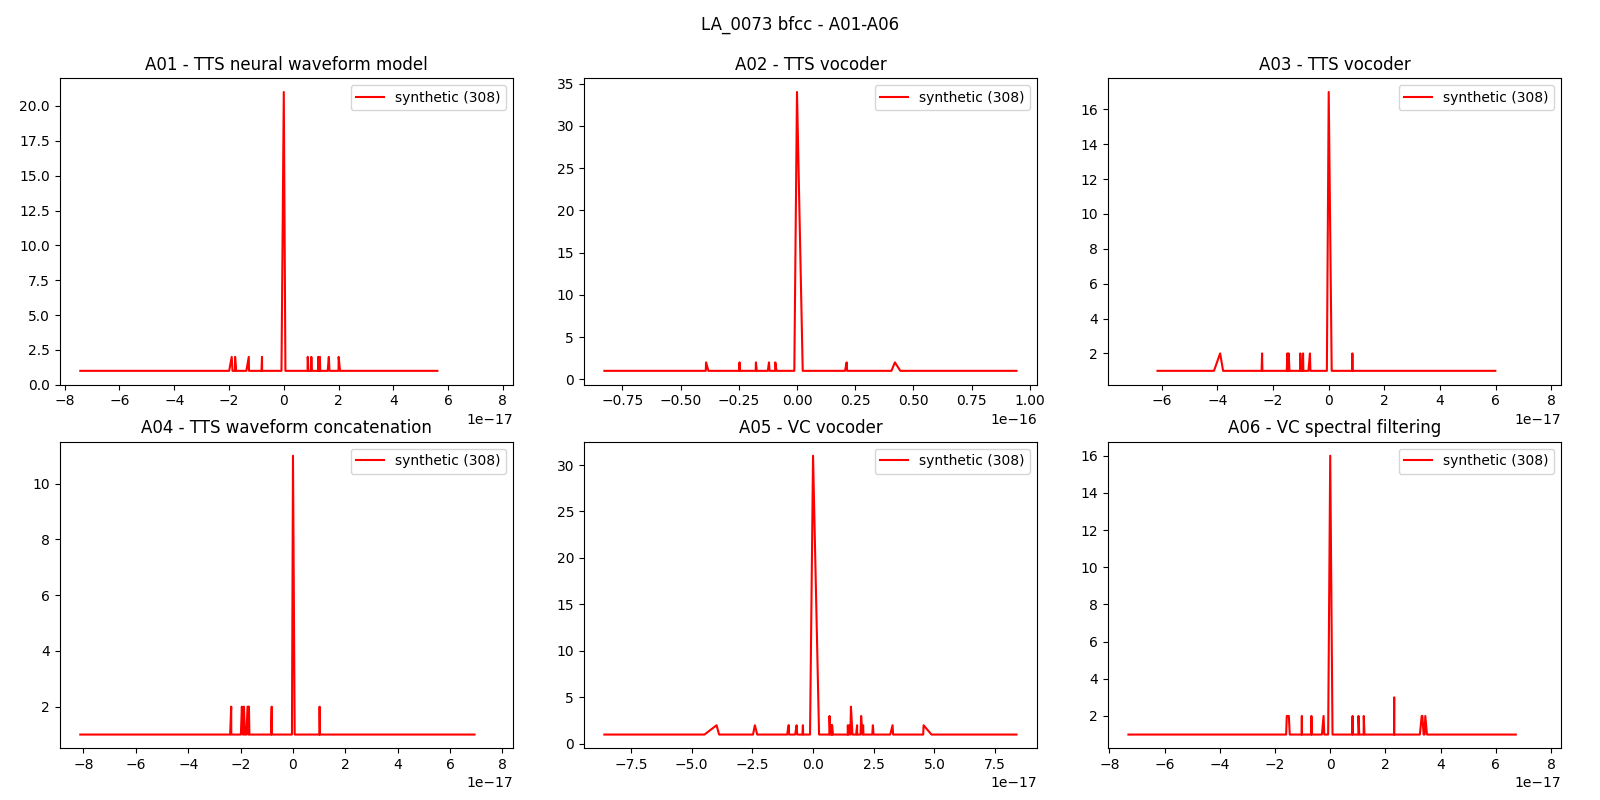 LA_0073 bfcc - A01-A06
A01 - TTS neural waveform model
synthetic (308)
20.0
17.5
15.0
12.5
10.0
7.5
5.0
2.5
0.0
−8 −6 −4 −2 0 2 4 6 8
1e−17
A02 - TTS vocoder
synthetic (308)
35
30
25
20
15
10
5
0
−0.75 −0.50 −0.25 0.00 0.25 0.50 0.75 1.00
1e−16
A03 - TTS vocoder
synthetic (308)
16
14
12
10
8
6
4
2
−6 −4 −2 0 2 4 6 8
1e−17
A04 - TTS waveform concatenation
synthetic (308)
10
8
6
4
2
−8 −6 −4 −2 0 2 4 6 8
1e−17
A05 - VC vocoder
synthetic (308)
30
25
20
15
10
5
0
−7.5 −5.0 −2.5 0.0 2.5 5.0 7.5
1e−17
A06 - VC spectral filtering
synthetic (308)
16
14
12
10
8
6
4
2
−8 −6 −4 −2 0 2 4 6 8
1e−17